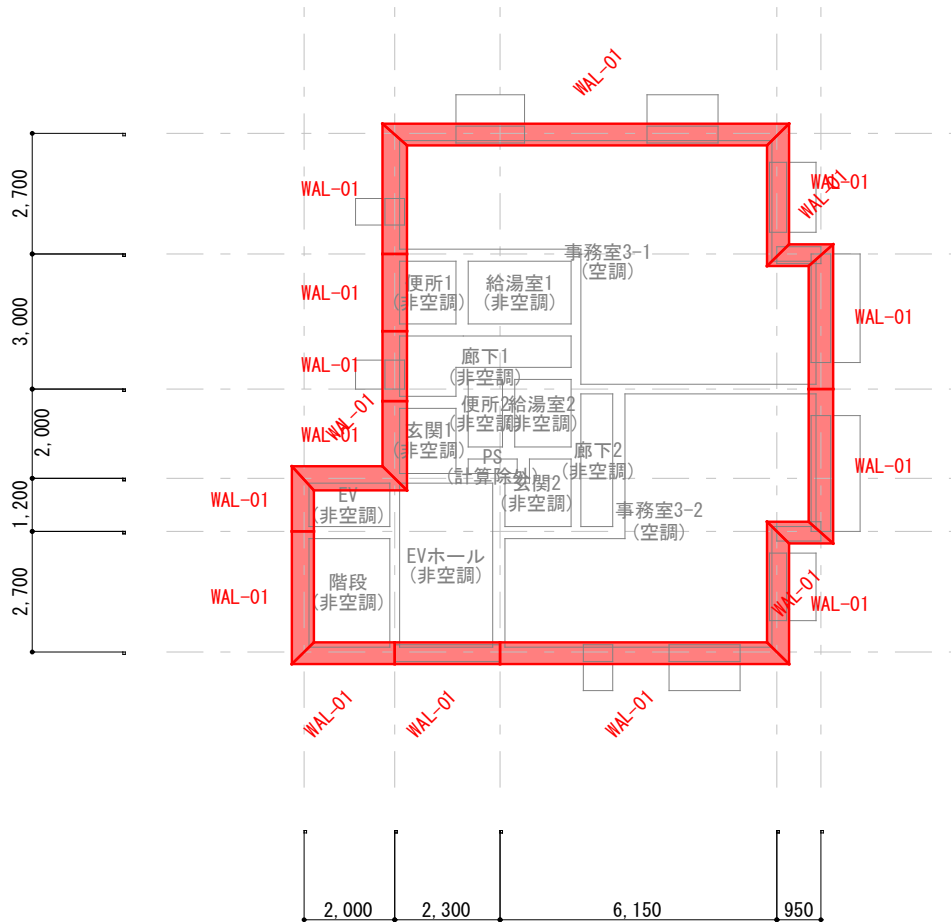 WAL-01
2,700
WAL-01
WAL-01
WAL-01
事務室3-1
(空調)
便所1
(非空調)
給湯室1
(非空調)
WAL-01
3,000
WAL-01
廊下1
(非空調)
WAL-01
便所2
(非空調)
給湯室2
(非空調)
WAL-01
2,000
WAL-01
玄関1
(非空調)
廊下2
(非空調)
PS
(計算除外)
WAL-01
玄関2
(非空調)
WAL-01
EV
(非空調)
1,200
事務室3-2
(空調)
EVホール
(非空調)
2,700
WAL-01
階段
(非空調)
WAL-01
WAL-01
WAL-01
WAL-01
WAL-01
2,000
2,300
6,150
950